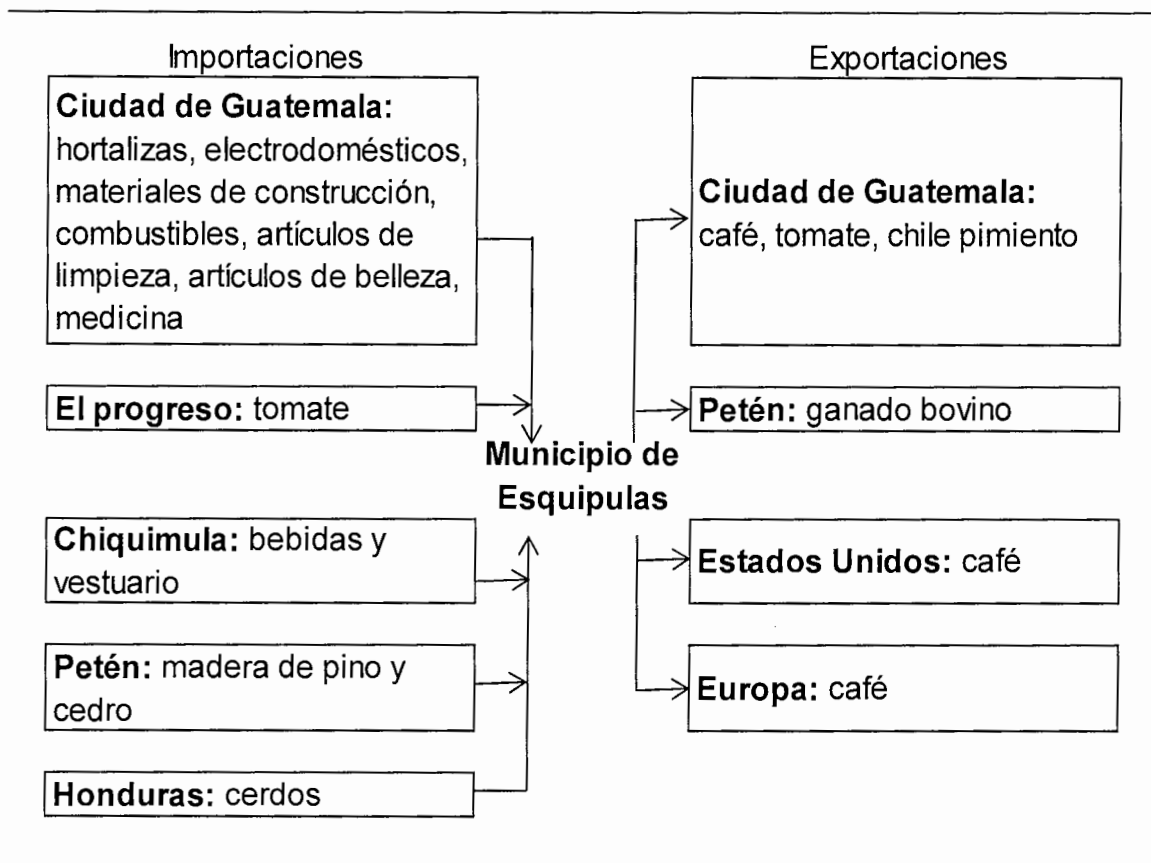 Importaciones
Ciudad de Guatemala:
hortalizas, electrodomésticos,
materiales de construcción,
combustibles, artículos de
limpieza, artículos de belleza,
medicina
El progreso: tomate
Chiquimula: bebidas y
vestuario
Petén: madera de pino y
cedro
Honduras: cerdos
Municipio de
Esquipulas
Exportaciones
Ciudad de Guatemala:
café, tomate, chile pimiento
Petén: ganado bovino
Estados Unidos: café
Europa: café